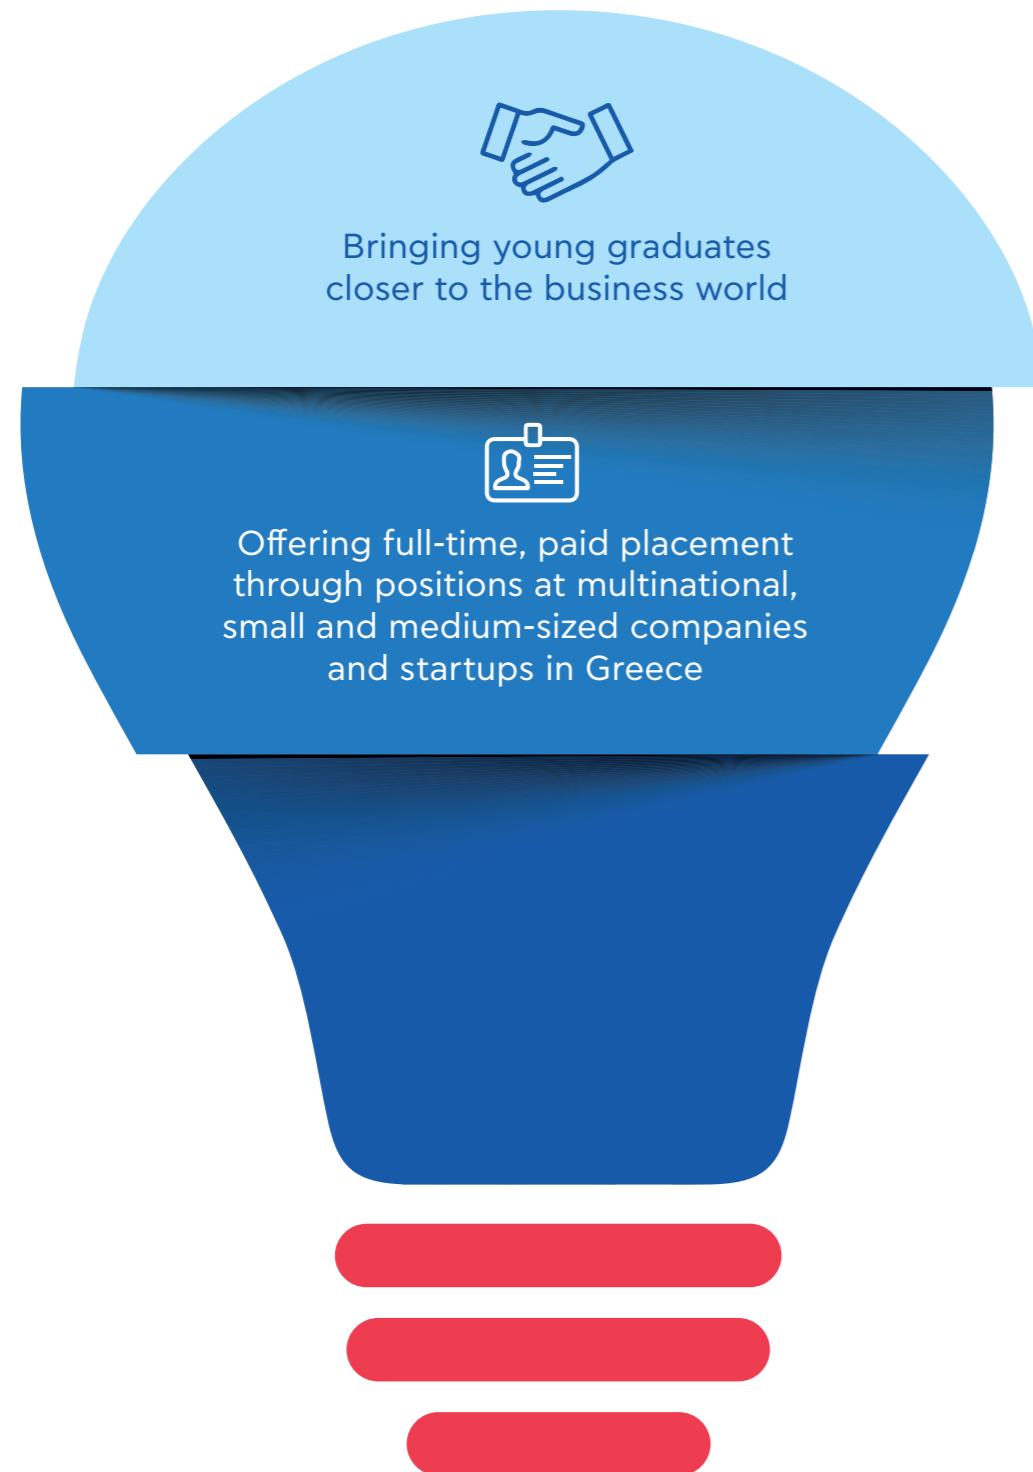 Bringing young graduates
closer to the business world
Offering full-time, paid placement
through positions at multinational,
small and medium-sized companies
and startups in Greece